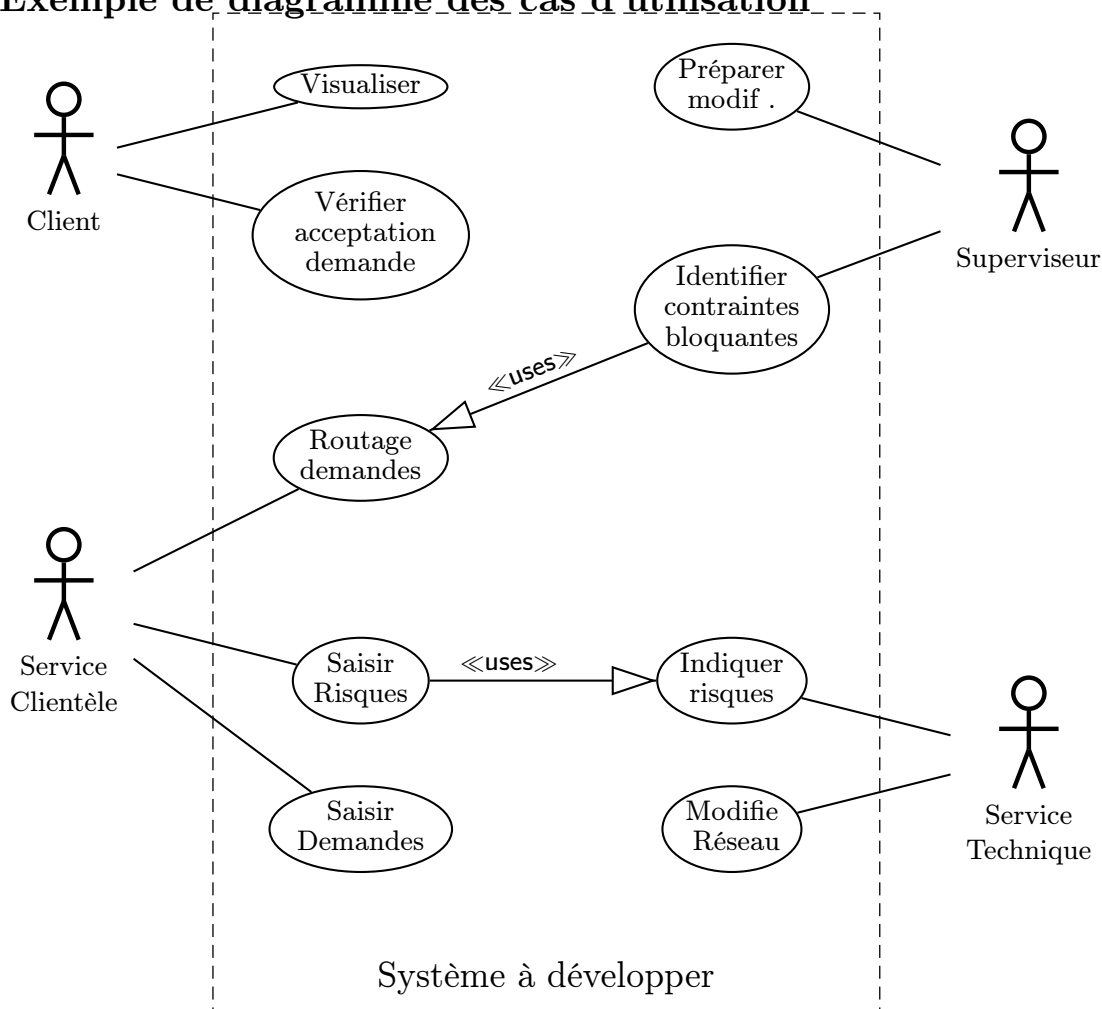 Exemple de diagramme des cas d'utilisation
Visualiser
Préparer
modif .
Client
Vérifier
acceptation
demande
Superviseur
Identifier
contraintes
bloquantes
≪uses≫
Routage
demandes
Service
Clientèle
Saisir
Risques
≪uses≫
Indiquer
risques
Saisir
Demandes
Modifie
Réseau
Service
Technique
Système à développer